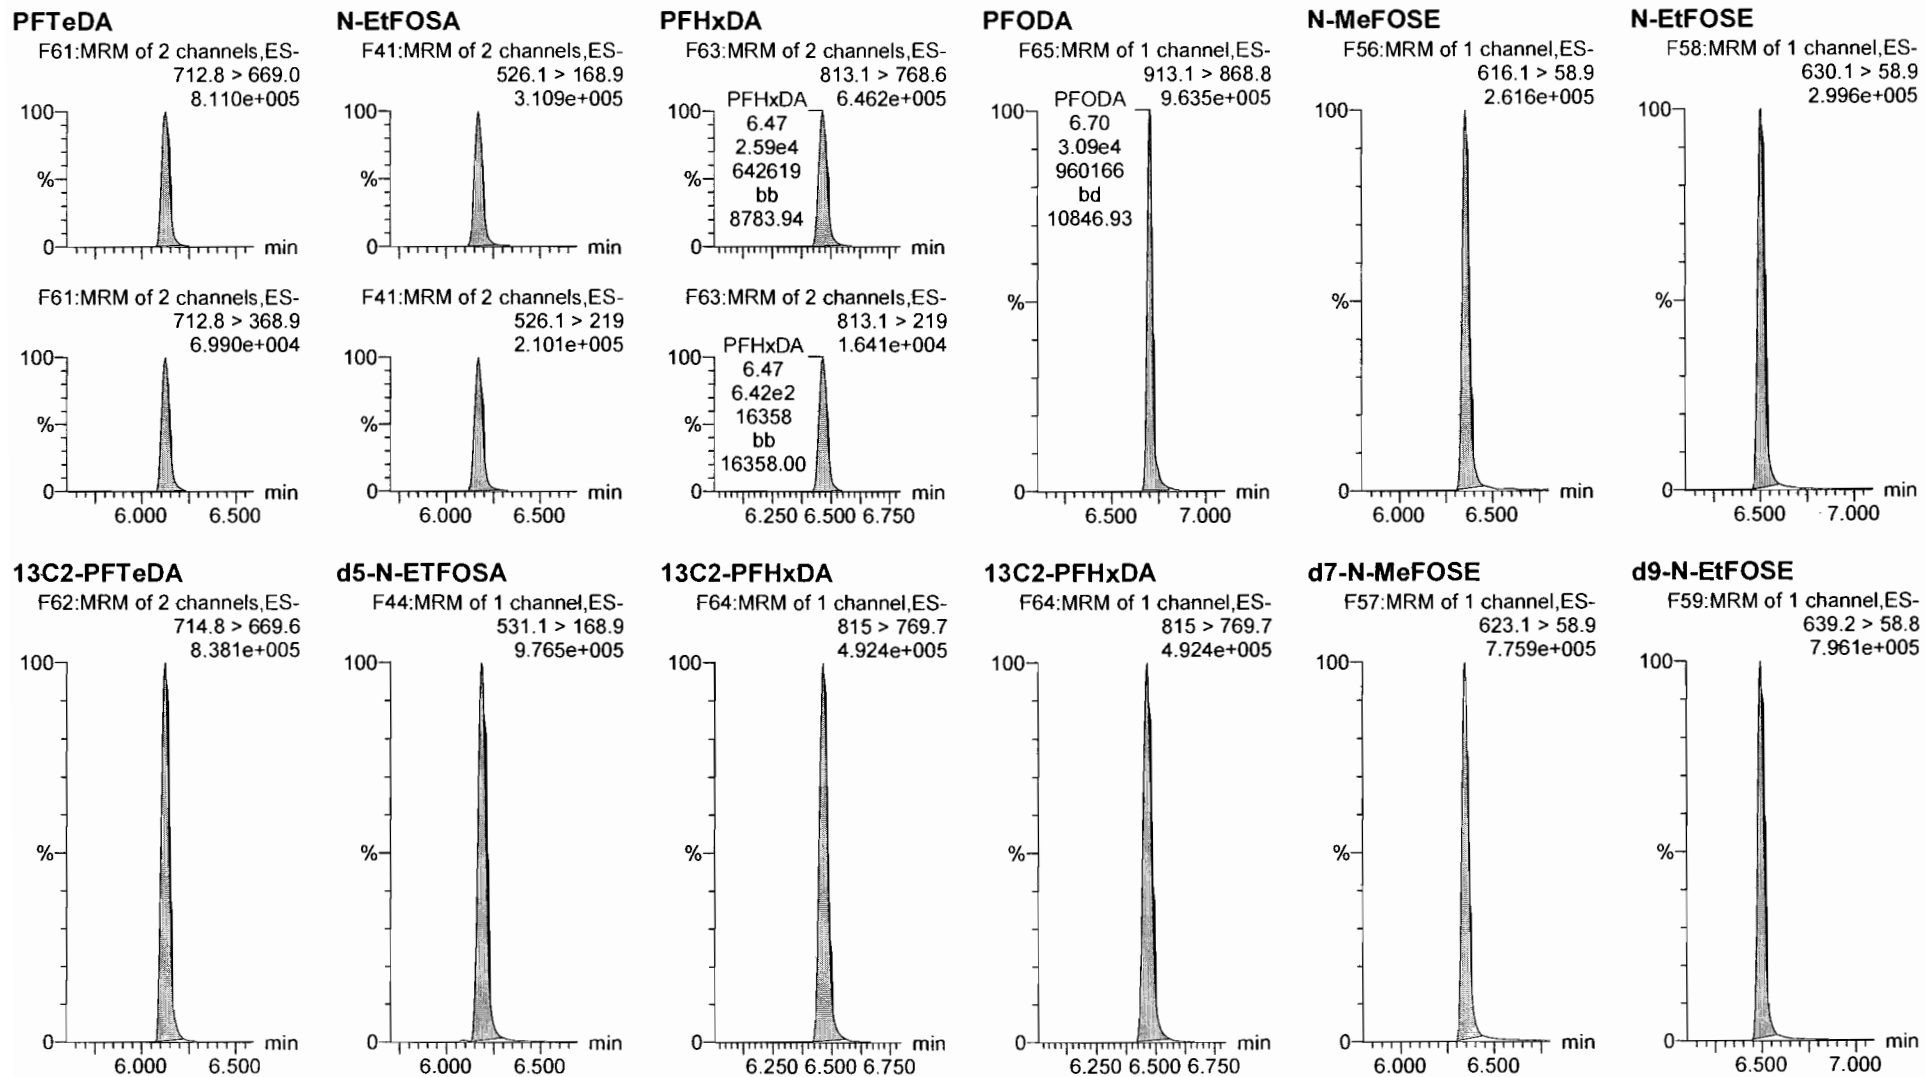 PFTeDA
F61:MRM of 2 channels,ES-
712.8 > 669.0
8.110e+005
100
%
0
min
F61:MRM of 2 channels,ES-
712.8 > 368.9
6.990e+004
100
%
0
min
6.000 6.500
N-EtFOSA
F41:MRM of 2 channels,ES-
526.1 > 168.9
3.109e+005
100
%
0
min
F41:MRM of 2 channels,ES-
526.1 > 219
2.101e+005
100
%
0
min
6.000 6.500
PFHxDA
F63:MRM of 2 channels,ES-
813.1 > 768.6
6.462e+005
PFHxDA
6.47
2.59e4
642619
bb
8783.94
100
%
0
min
F63:MRM of 2 channels,ES-
813.1 > 219
1.641e+004
PFHxDA
6.47
6.42e2
16358
bb
16358.00
100
%
0
min
6.250 6.500 6.750
PFODA
F65:MRM of 1 channel,ES-
913.1 > 868.8
9.635e+005
PFODA
6.70
3.09e4
960166
bd
10846.93
100
%
0
min
6.500 7.000
N-MeFOSE
F56:MRM of 1 channel,ES-
616.1 > 58.9
2.616e+005
100
%
0
min
6.000 6.500
N-EtFOSE
F58:MRM of 1 channel,ES-
630.1 > 58.9
2.996e+005
100
%
0
min
6.500 7.000
13C2-PFTeDA
F62:MRM of 2 channels,ES-
714.8 > 669.6
8.381e+005
100
%
0
min
6.000 6.500
d5-N-ETFOSA
F44:MRM of 1 channel,ES-
531.1 > 168.9
9.765e+005
100
%
0
min
6.000 6.500
13C2-PFHxDA
F64:MRM of 1 channel,ES-
815 > 769.7
4.924e+005
100
%
0
min
6.250 6.500 6.750
13C2-PFHxDA
F64:MRM of 1 channel,ES-
815 > 769.7
4.924e+005
100
%
0
min
6.250 6.500 6.750
d7-N-MeFOSE
F57:MRM of 1 channel,ES-
623.1 > 58.9
7.759e+005
100
%
0
min
6.000 6.500
d9-N-EtFOSE
F59:MRM of 1 channel,ES-
639.2 > 58.8
7.961e+005
100
%
0
min
6.500 7.000